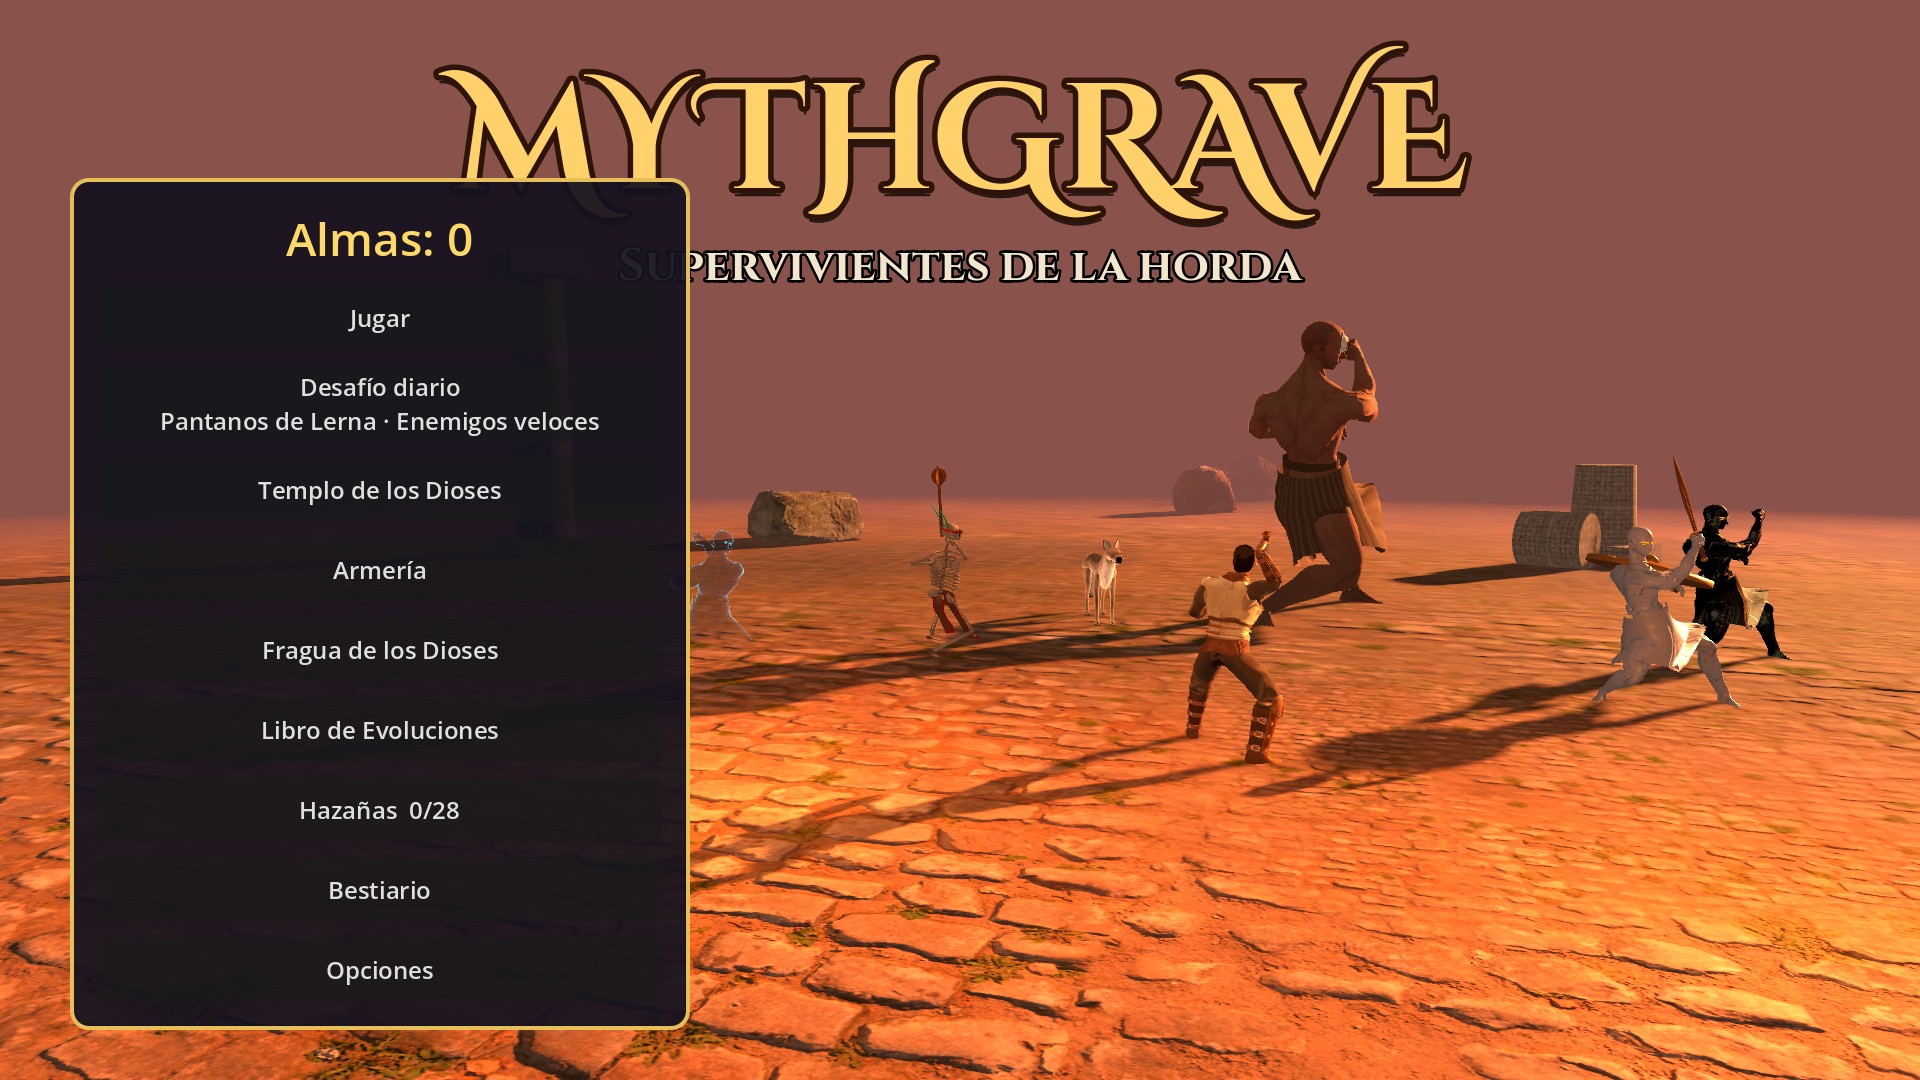 MYTHGRAVE
SUPERVIVIENTES DE LA HORDA
Almas: 0
Jugar
Desafío diario
Pantanos de Lerna · Enemigos veloces
Templo de los Dioses
Armería
Fragua de los Dioses
Libro de Evoluciones
Hazañas 0/28
Bestiario
Opciones